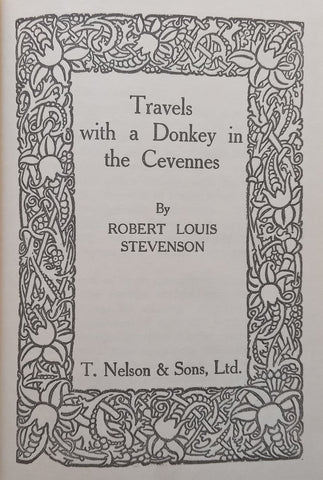 Travels
with a Donkey in
the Cevennes
By
ROBERT LOUIS
STEVENSON
T. Nelson & Sons, Ltd.